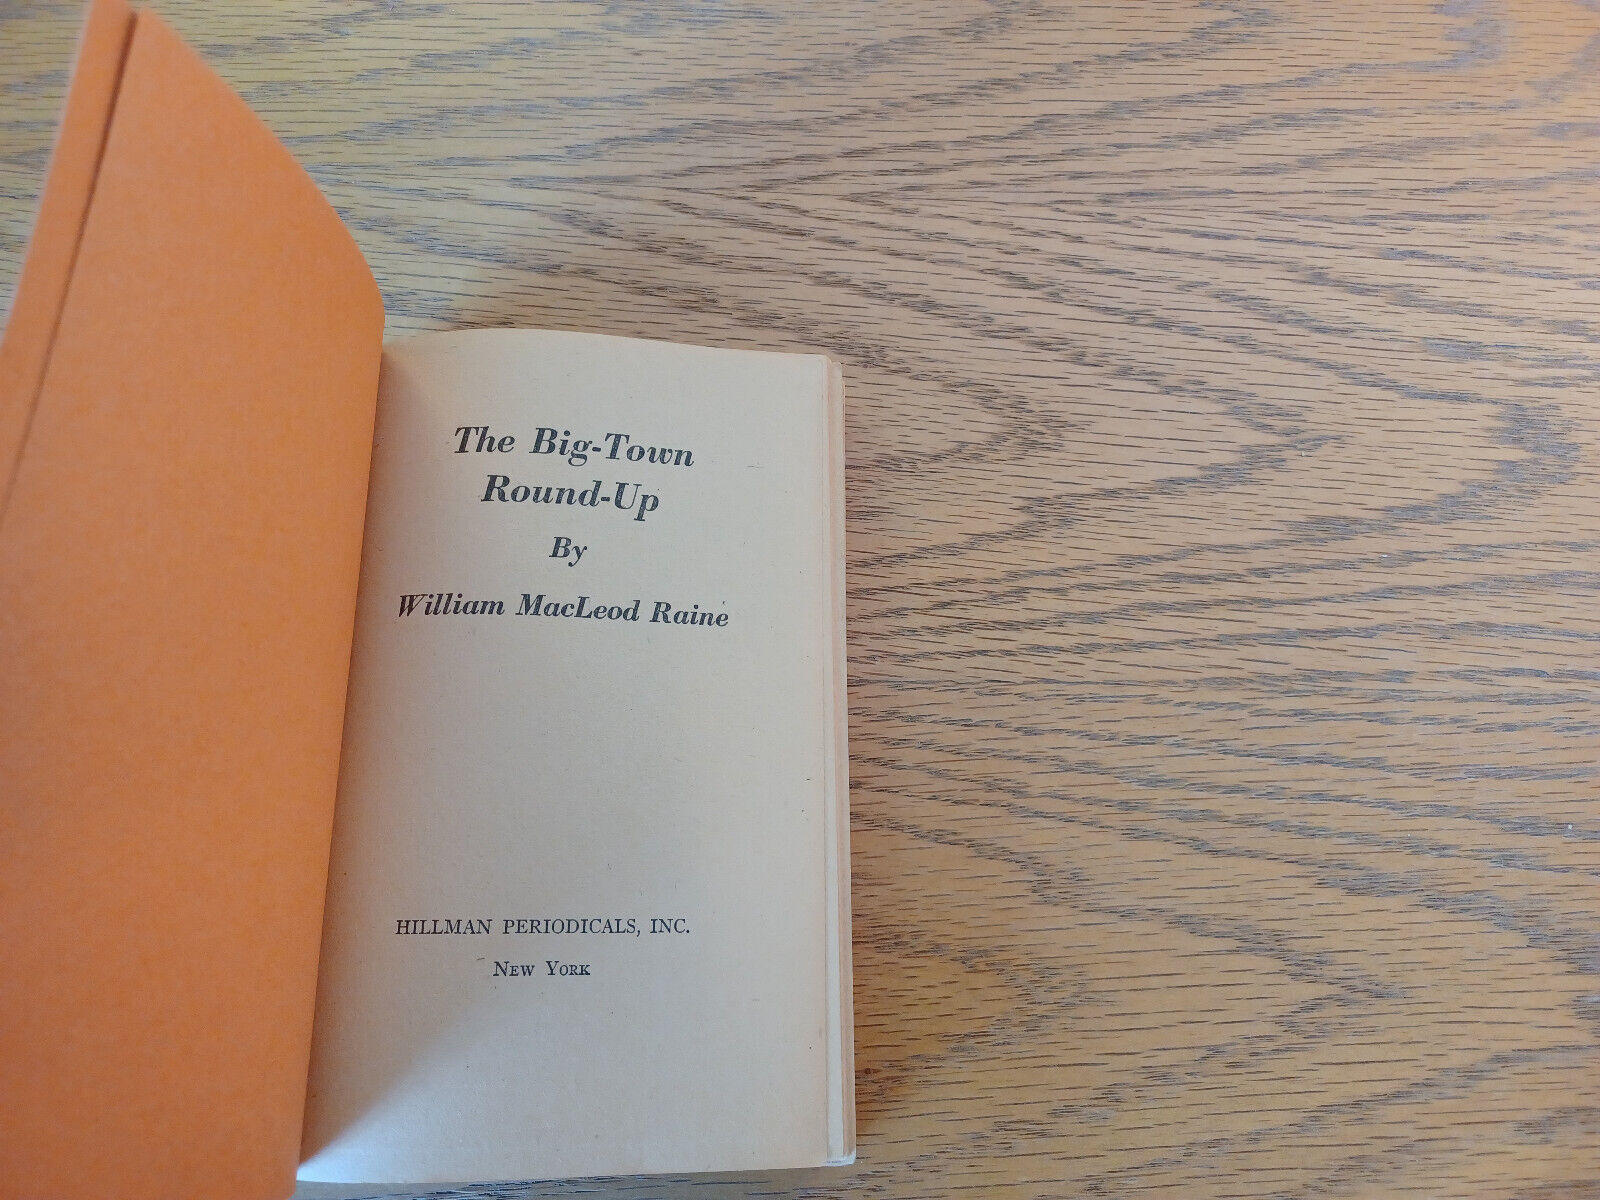 The Big-Town
Round-Up
By
William MacLeod Raine
HILLMAN PERIODICALS, INC.
New York